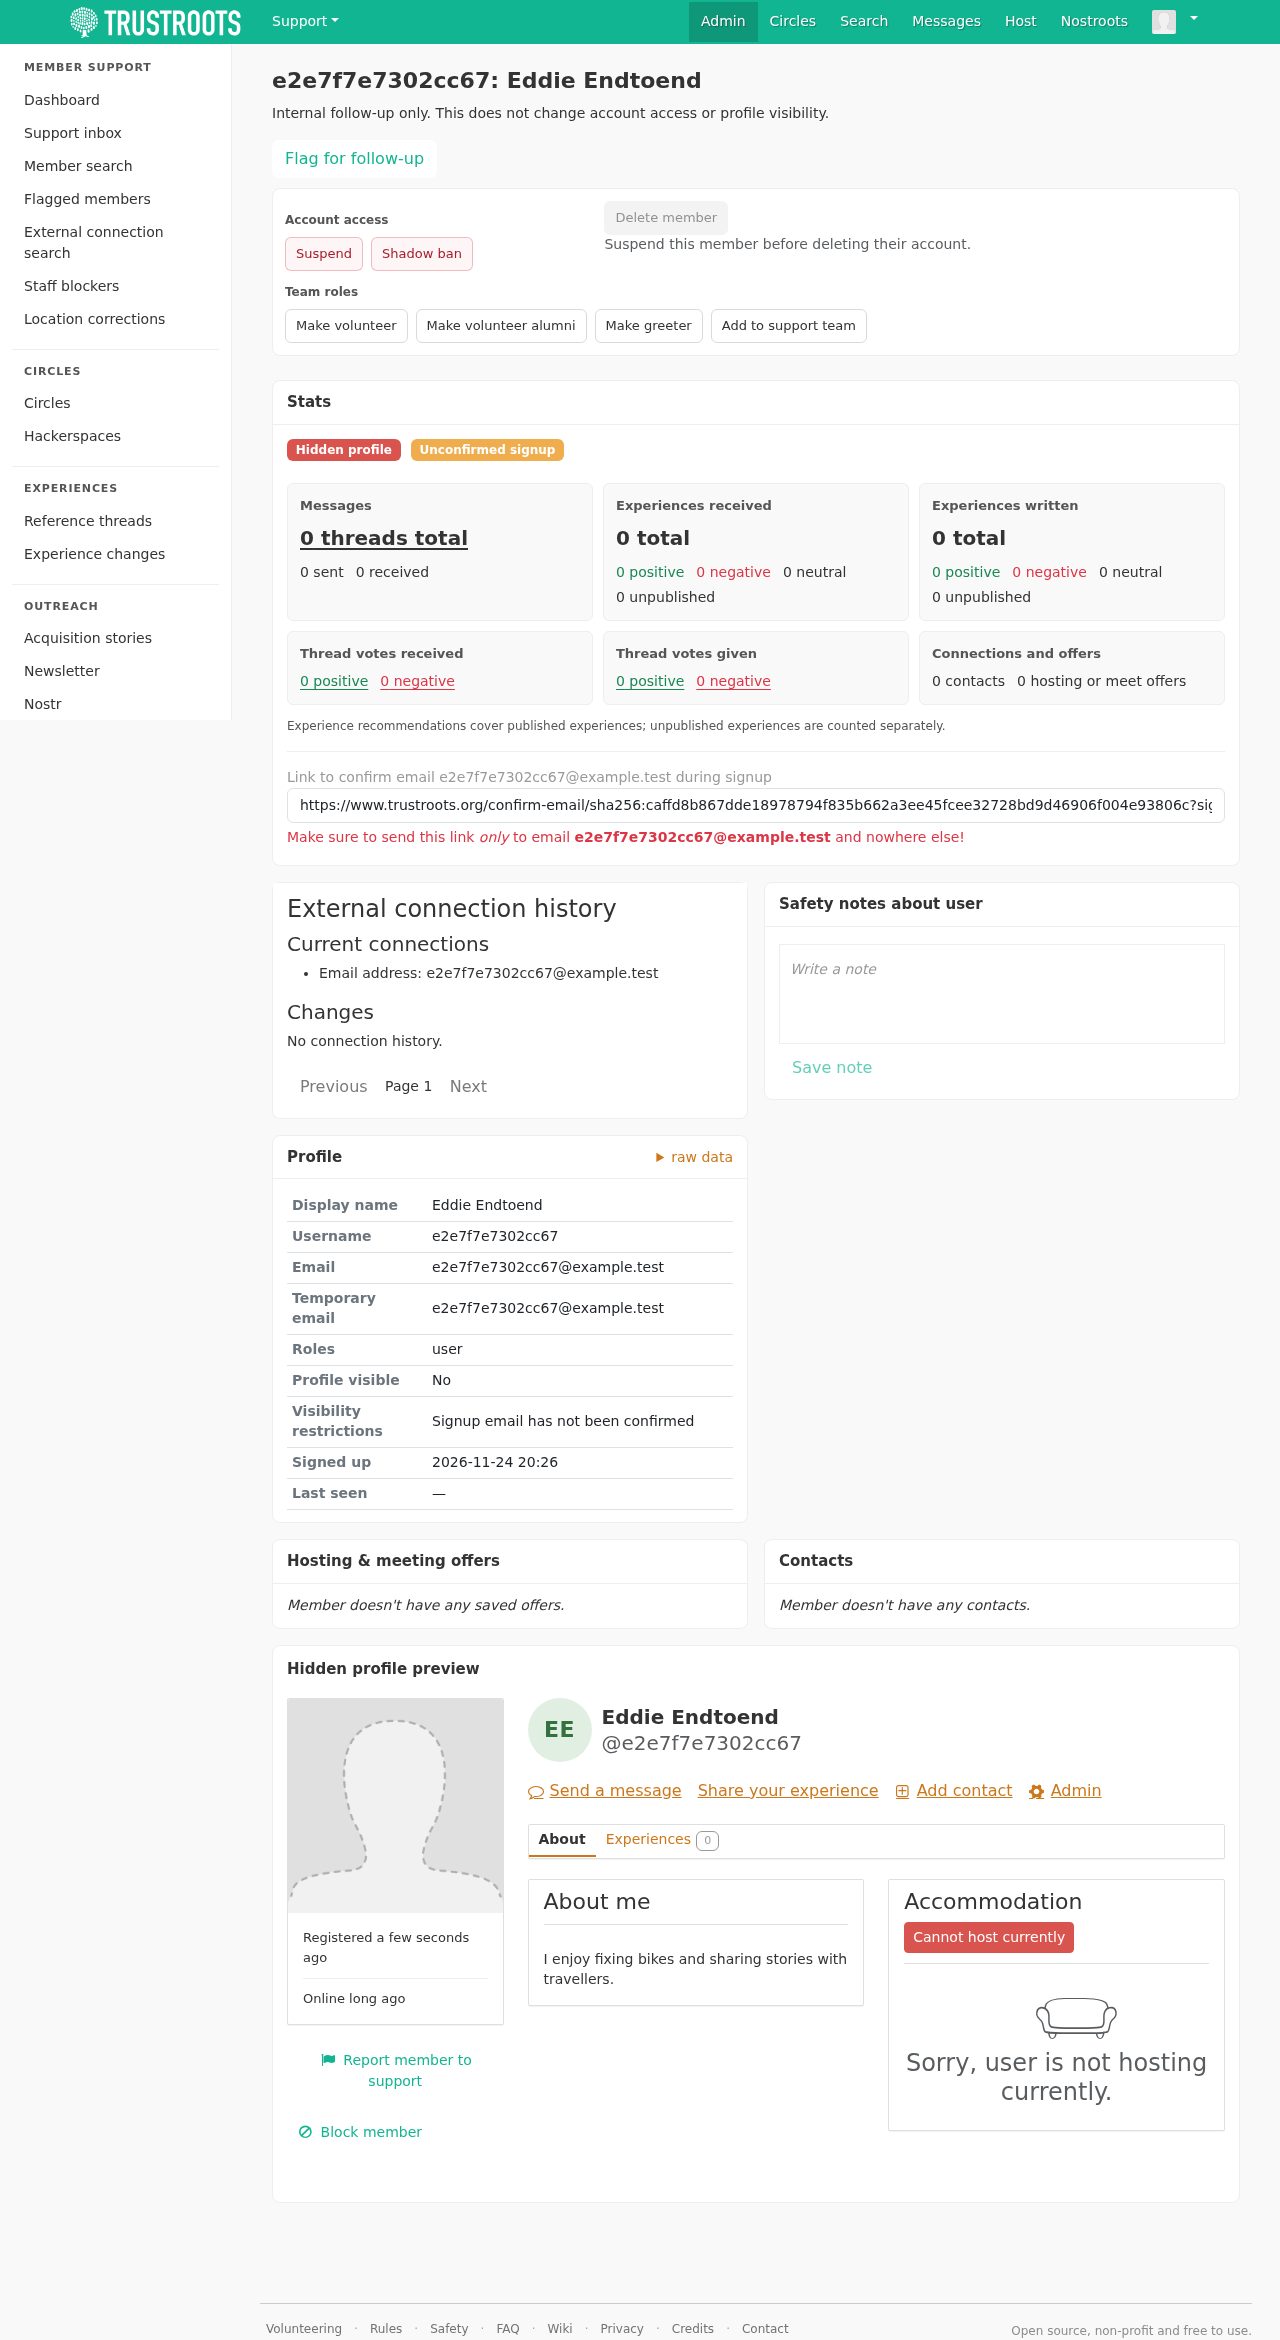 TRUSTROOTS
Support
Admin
Circles
Search
Messages
Host
Nostroots
MEMBER SUPPORT
Dashboard
Support inbox
Member search
Flagged members
External connection
search
Staff blockers
Location corrections
CIRCLES
Circles
Hackerspaces
EXPERIENCES
Reference threads
Experience changes
OUTREACH
Acquisition stories
Newsletter
Nostr
e2e7f7e7302cc67: Eddie Endtoend
Internal follow-up only. This does not change account access or profile visibility.
Flag for follow-up
Account access
Suspend
Shadow ban
Delete member
Suspend this member before deleting their account.
Team roles
Make volunteer
Make volunteer alumni
Make greeter
Add to support team
Stats
Hidden profile
Unconfirmed signup
Messages
0 threads total
0 sent 0 received
Experiences received
0 total
0 positive 0 negative 0 neutral
0 unpublished
Experiences written
0 total
0 positive 0 negative 0 neutral
0 unpublished
Thread votes received
0 positive 0 negative
Thread votes given
0 positive 0 negative
Connections and offers
0 contacts 0 hosting or meet offers
Experience recommendations cover published experiences; unpublished experiences are counted separately.
Link to confirm email e2e7f7e7302cc67@example.test during signup
https://www.trustroots.org/confirm-email/sha256:caffd8b867dde18978794f835b662a3ee45fcee32728bd9d46906f004e93806c?sig
Make sure to send this link only to email e2e7f7e7302cc67@example.test and nowhere else!
External connection history
Current connections
• Email address: e2e7f7e7302cc67@example.test
Changes
No connection history.
Previous
Page 1
Next
Safety notes about user
Write a note
Save note
Profile
▶ raw data
Display name Eddie Endtoend
Username e2e7f7e7302cc67
Email e2e7f7e7302cc67@example.test
Temporary
email
e2e7f7e7302cc67@example.test
Roles user
Profile visible No
Visibility
restrictions
Signup email has not been confirmed
Signed up 2026-11-24 20:26
Last seen —
Hosting & meeting offers
Member doesn't have any saved offers.
Contacts
Member doesn't have any contacts.
Hidden profile preview
Registered a few seconds
ago
Online long ago
Report member to
support
Block member
EE
Eddie Endtoend
@e2e7f7e7302cc67
Send a message
Share your experience
Add contact
Admin
About
Experiences 0
About me
I enjoy fixing bikes and sharing stories with
travellers.
Accommodation
Cannot host currently
Sorry, user is not hosting
currently.
Volunteering · Rules · Safety · FAQ · Wiki · Privacy · Credits · Contact
Open source, non-profit and free to use.